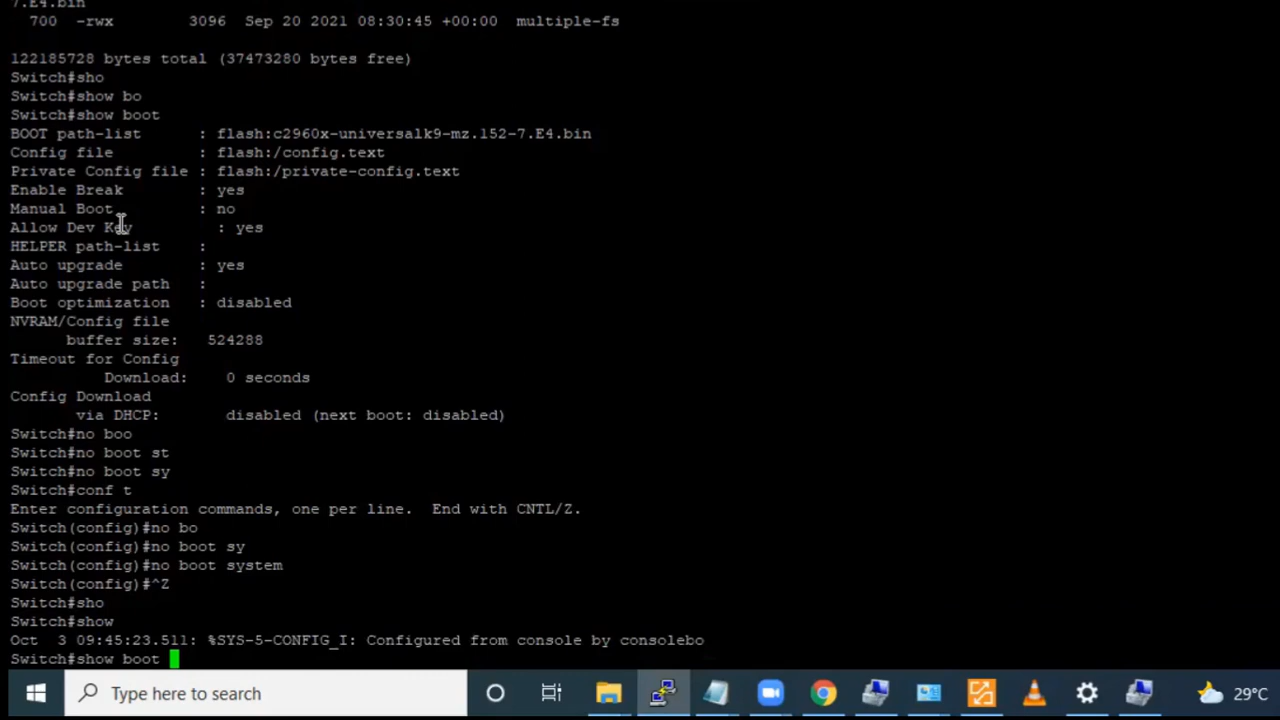 7.E4.bin
700 -rwx 3096 Sep 20 2021 08:30:45 +00:00 multiple-fs
122185728 bytes total (37473280 bytes free)
Switch#sho
Switch#show bo
Switch#show boot
BOOT path-list : flash:c2960x-universalk9-mz.152-7.E4.bin
Config file : flash:/config.text
Private Config file : flash:/private-config.text
Enable Break : yes
Manual Boot : no
Allow Dev Key : yes
HELPER path-list :
Auto upgrade : yes
Auto upgrade path :
Boot optimization : disabled
NVRAM/Config file
buffer size: 524288
Timeout for Config
Download: 0 seconds
Config Download
via DHCP: disabled (next boot: disabled)
Switch#no boo
Switch#no boot st
Switch#no boot sy
Switch#conf t
Enter configuration commands, one per line. End with CNTL/Z.
Switch(config)#no bo
Switch(config)#no boot sy
Switch(config)#no boot system
Switch(config)#^Z
Switch#sho
Switch#show
Oct 3 09:45:23.511: %SYS-5-CONFIG_I: Configured from console by consolebo
Switch#show boot
Type here to search
29°C